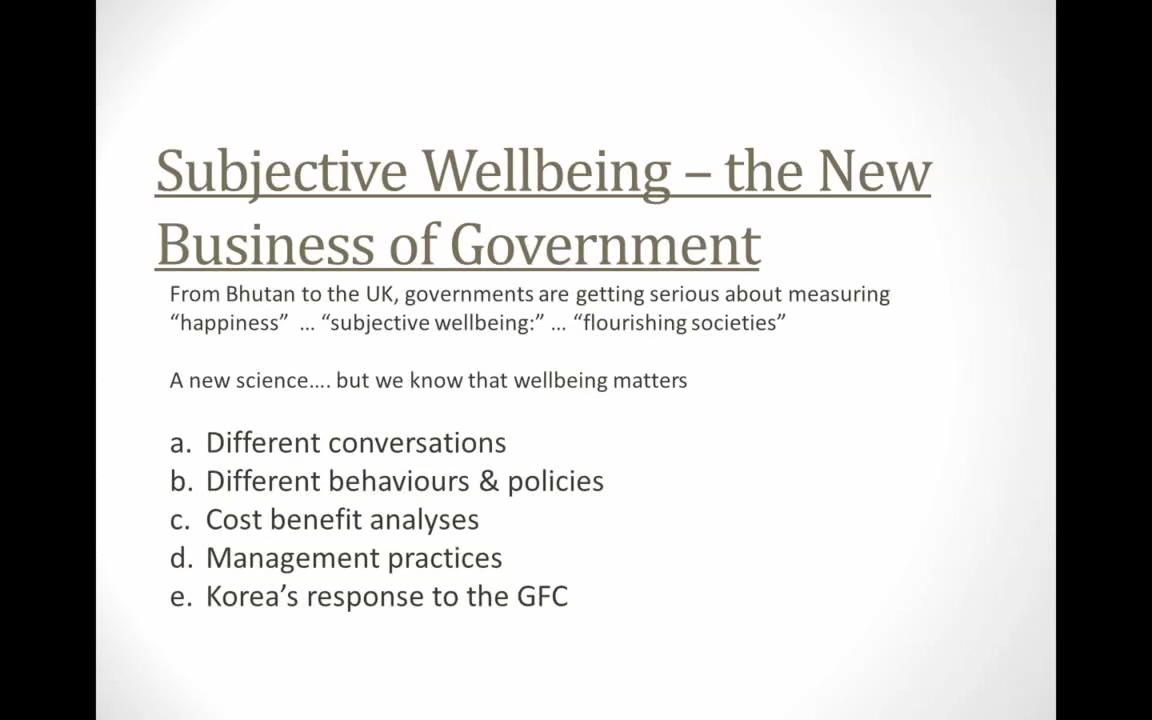 Subjective Wellbeing – the New
Business of Government
From Bhutan to the UK, governments are getting serious about measuring
“happiness”  … “subjective wellbeing:” … “flourishing societies”
A new science…. but we know that wellbeing matters
a. Different conversations
b. Different behaviours & policies
c. Cost benefit analyses
d. Management practices
e. Korea’s response to the GFC